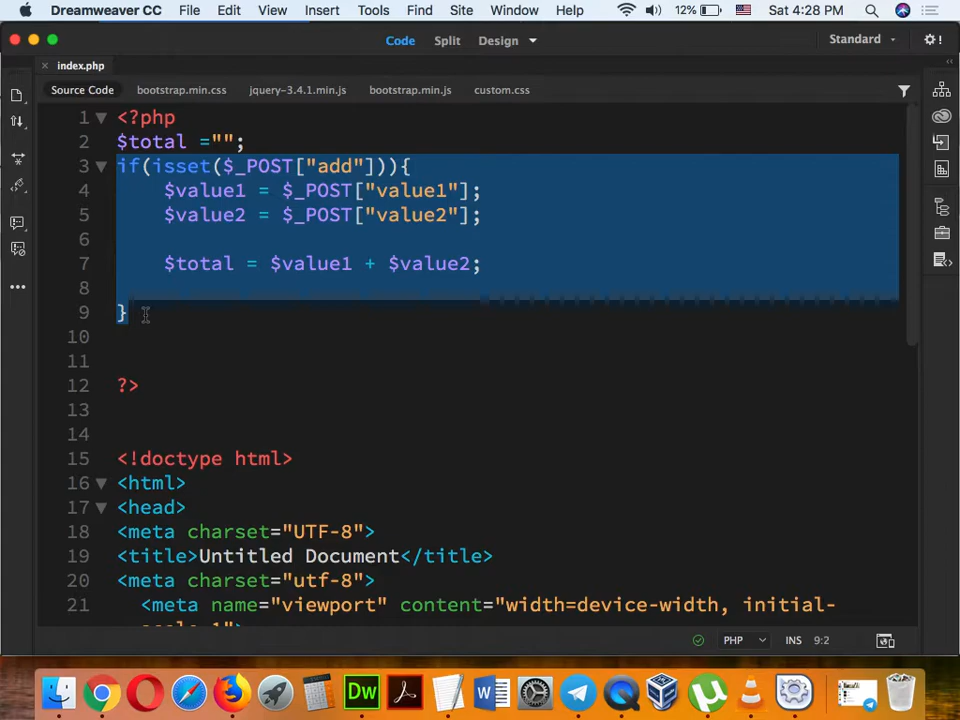 Dreamweaver CC File Edit View Insert Tools Find Site Window Help 12% Sat 4:28 PM
Code Split Design Standard
× index.php
Source Code bootstrap.min.css jquery-3.4.1.min.js bootstrap.min.js custom.css
1 <?php
2 $total ="";
3 if(isset($_POST["add"])){
4 $value1 = $_POST["value1"];
5 $value2 = $_POST["value2"];
6
7 $total = $value1 + $value2;
8
9 }
10
11
12 ?>
13
14
15 <!doctype html>
16 <html>
17 <head>
18 <meta charset="UTF-8">
19 <title>Untitled Document</title>
20 <meta charset="utf-8">
21 <meta name="viewport" content="width=device-width, initial-
scale=1">
PHP INS 9:2
Dw W